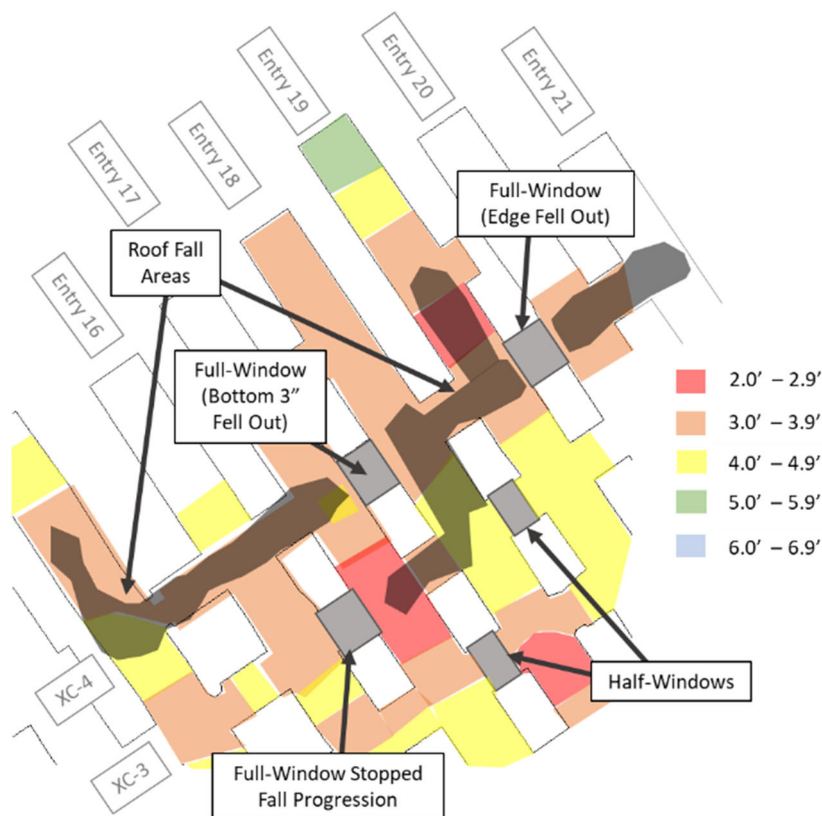 Entry 19
Entry 20
Entry 21
Entry 17
Entry 18
Entry 16
Full-Window
(Edge Fell Out)
Roof Fall
Areas
Full-Window
(Bottom 3”
Fell Out)
2.0’ – 2.9’
3.0’ – 3.9’
4.0’ – 4.9’
5.0’ – 5.9’
6.0’ – 6.9’
XC-4
XC-3
Half-Windows
Full-Window Stopped
Fall Progression